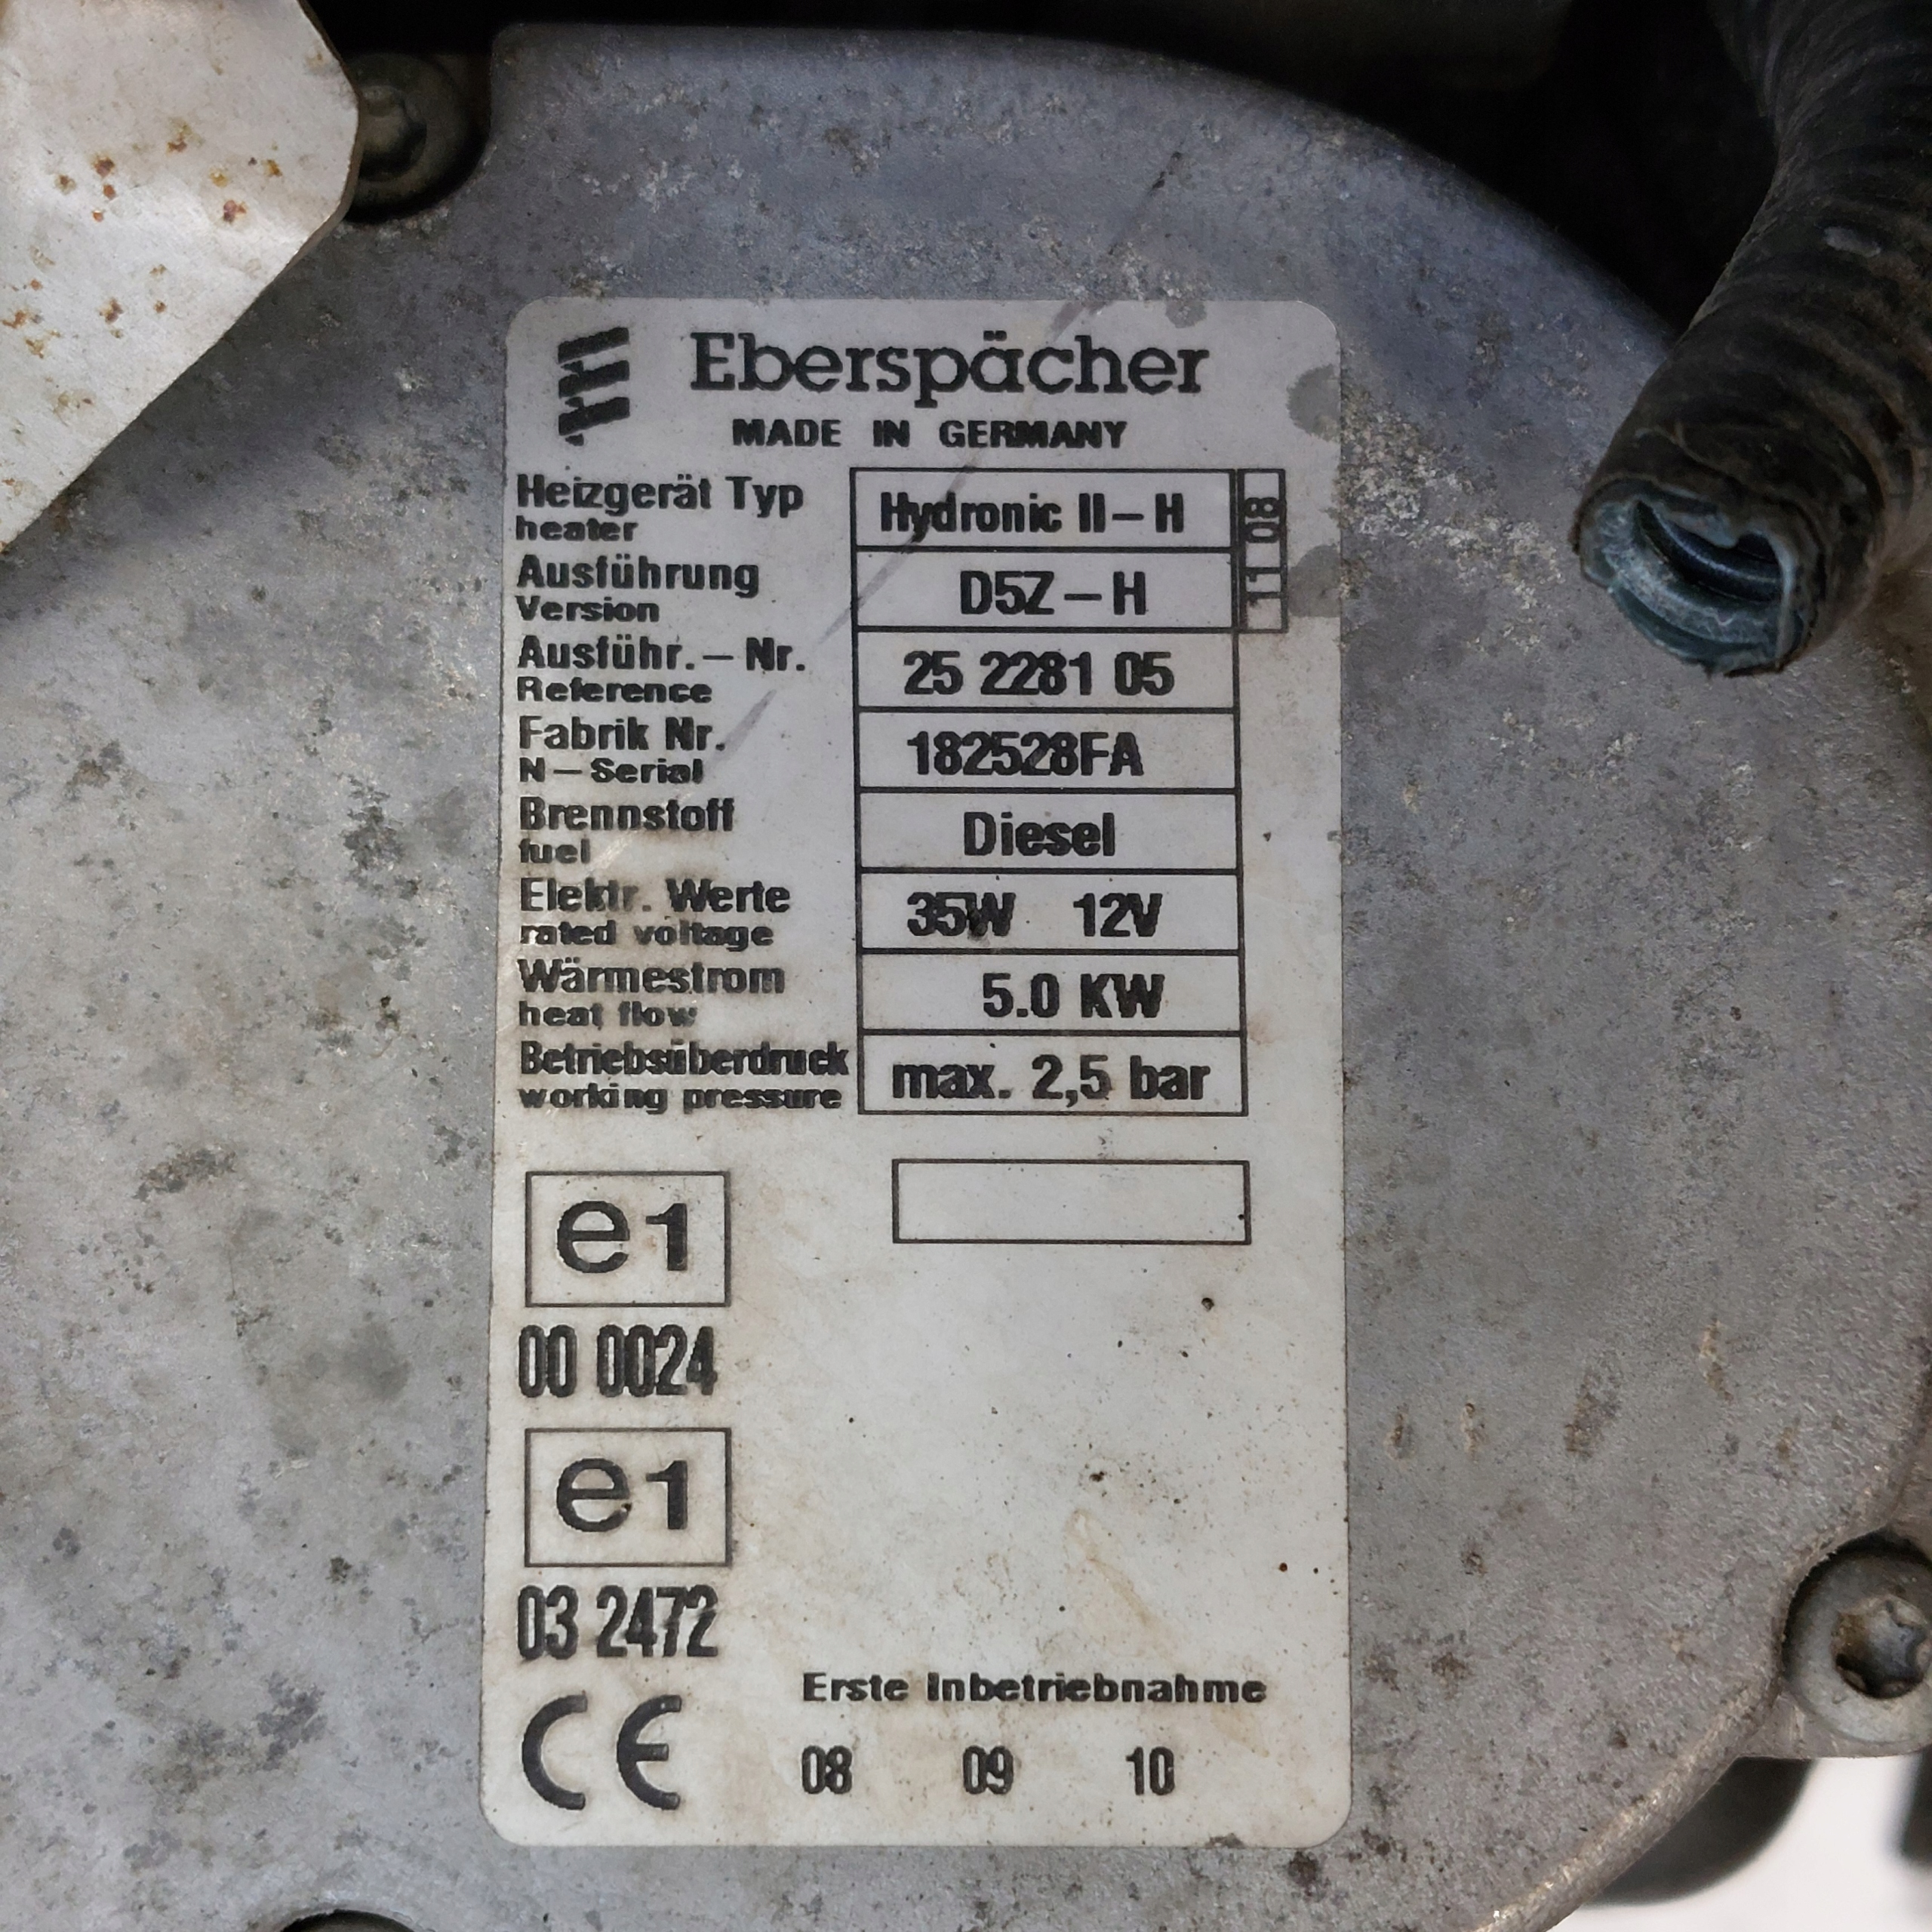 Eberspächer
MADE IN GERMANY
Heizgerät Typ
heater
Hydronic II-H
11 08
Ausführung
Version
D5Z-H
Ausführ.-Nr.
Reference
25 2281 05
Fabrik Nr.
N-Serial
182528FA
Brennstoff
fuel
Diesel
Elektr. Werte
rated voltage
35W 12V
Wärmestrom
heat flow
5.0 KW
Betriebsüberdruck
working pressure
max. 2,5 bar
e1
00 0024
e1
03 2472
Erste Inbetriebnahme
CE
08 09 10